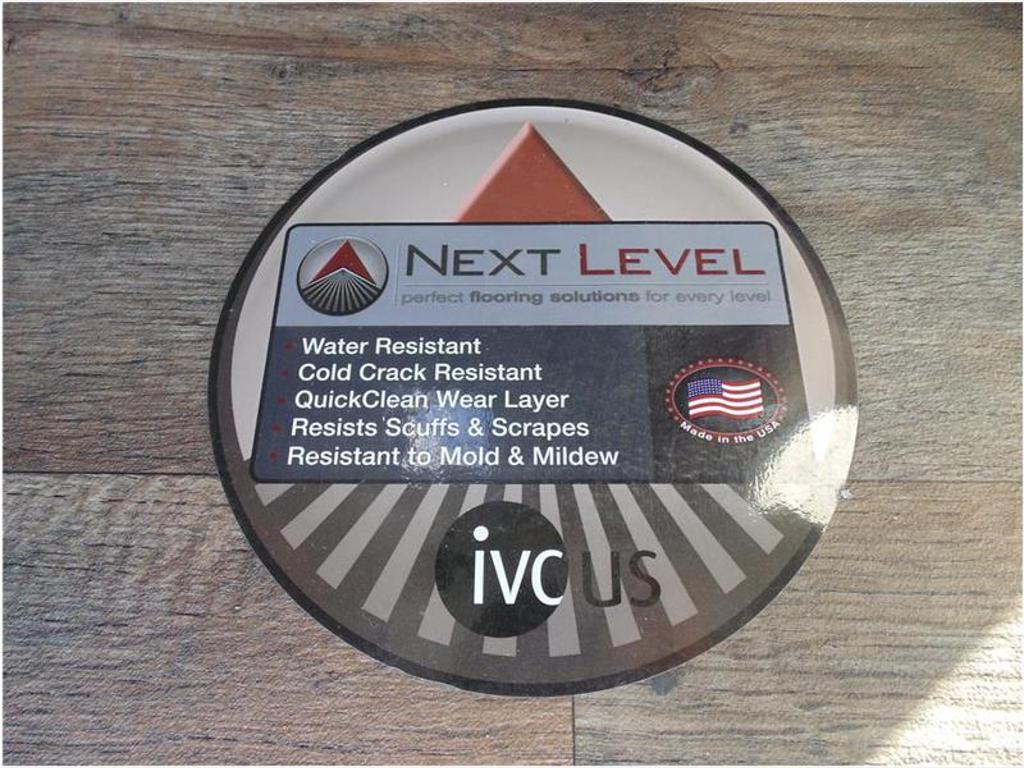 NEXT LEVEL
perfect flooring solutions for every level
• Water Resistant
• Cold Crack Resistant
• QuickClean Wear Layer
• Resists Scuffs & Scrapes
• Resistant to Mold & Mildew
Made in the USA
ivc us